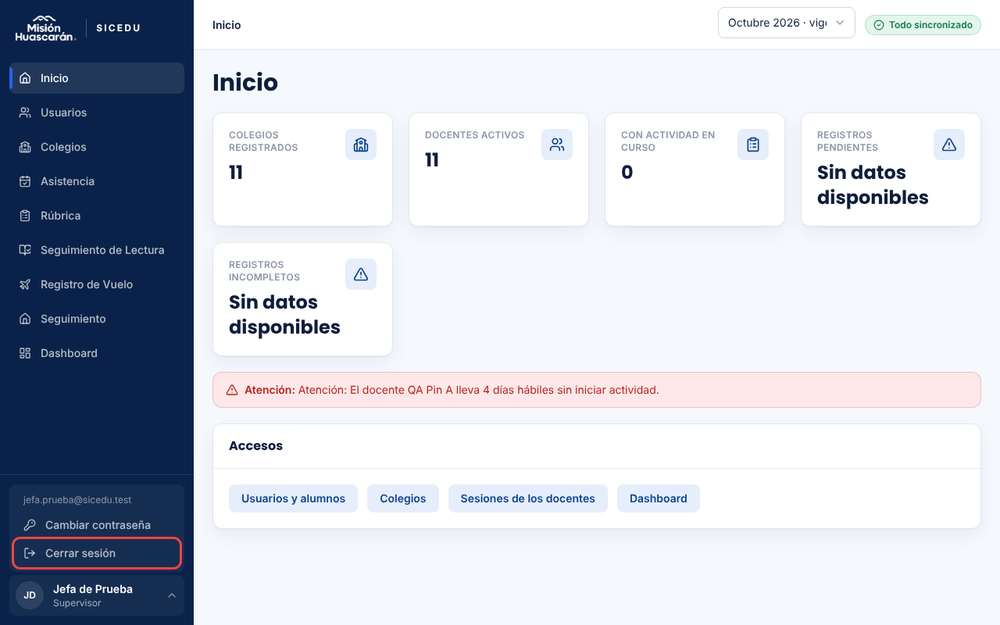 Misión
Huascarán.
SICEDU
Inicio
Usuarios
Colegios
Asistencia
Rúbrica
Seguimiento de Lectura
Registro de Vuelo
Seguimiento
Dashboard
jefa.prueba@sicedu.test
Cambiar contraseña
Cerrar sesión
JD
Jefa de Prueba
Supervisor
Inicio
Octubre 2026 · vig
Todo sincronizado
Inicio
COLEGIOS
REGISTRADOS
11
DOCENTES ACTIVOS
11
CON ACTIVIDAD EN
CURSO
0
REGISTROS
PENDIENTES
Sin datos
disponibles
REGISTROS
INCOMPLETOS
Sin datos
disponibles
Atención: Atención: El docente QA Pin A lleva 4 días hábiles sin iniciar actividad.
Accesos
Usuarios y alumnos
Colegios
Sesiones de los docentes
Dashboard